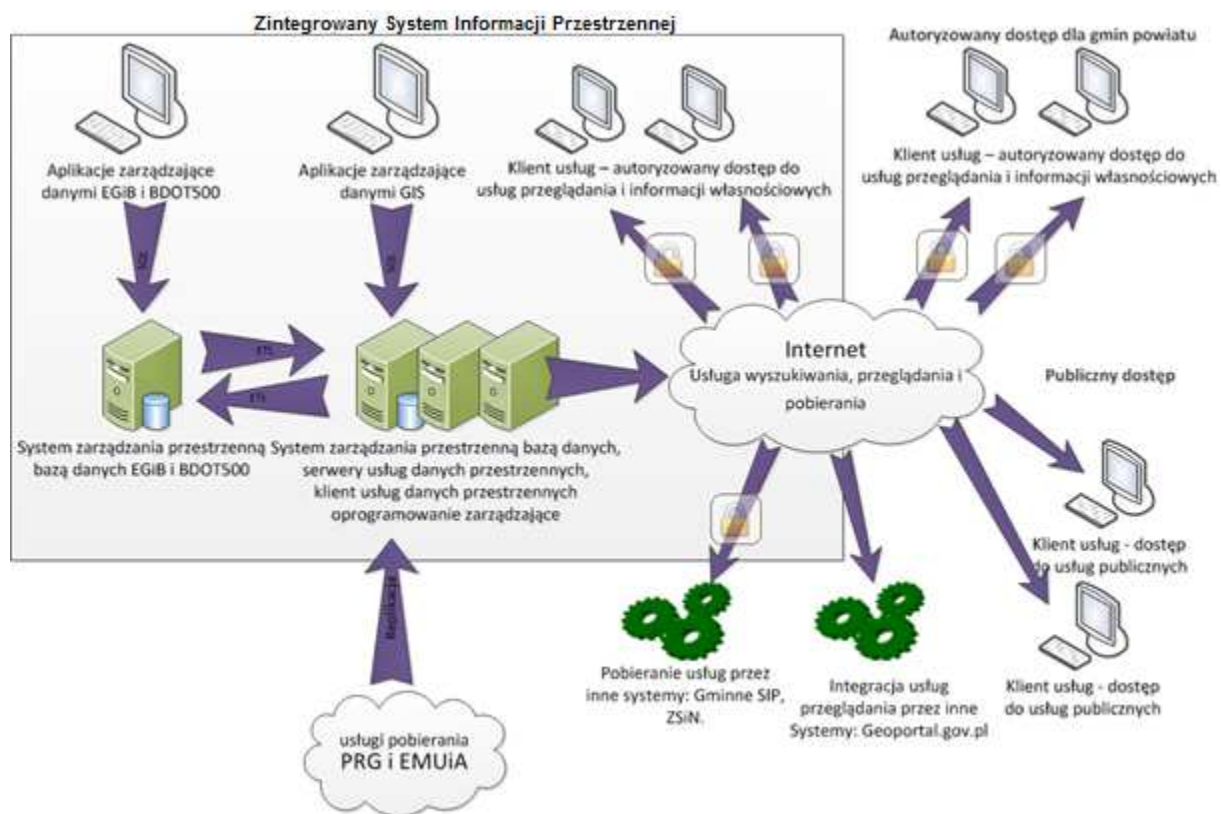 Zintegrowany System Informacji Przestrzennej
Autoryzowany dostęp dla gmin powiatu
Aplikacje zarządzające
danymi EGiB i BDOT500
Aplikacje zarządzające
danymi GIS
Klient usług – autoryzowany dostęp do
usług przeglądania i informacji własnościowych
Klient usług – autoryzowany dostęp do
usług przeglądania i informacji własnościowych
SQL
SQL
ETL
ETL
Internet
Usługa wyszukiwania, przeglądania i
pobierania
Publiczny dostęp
System zarządzania przestrzenną
bazą danych EGiB i BDOT500
System zarządzania przestrzenną bazą danych,
serwery usług danych przestrzennych,
klient usług danych przestrzennych
oprogramowanie zarządzające
Klient usług - dostęp
do usług publicznych
Replikacja
Pobieranie usług przez
inne systemy: Gminne SIP,
ZSiN.
Integracja usług
przeglądania przez inne
Systemy: Geoportal.gov.pl
Klient usług - dostęp
do usług publicznych
usługi pobierania
PRG i EMUiA